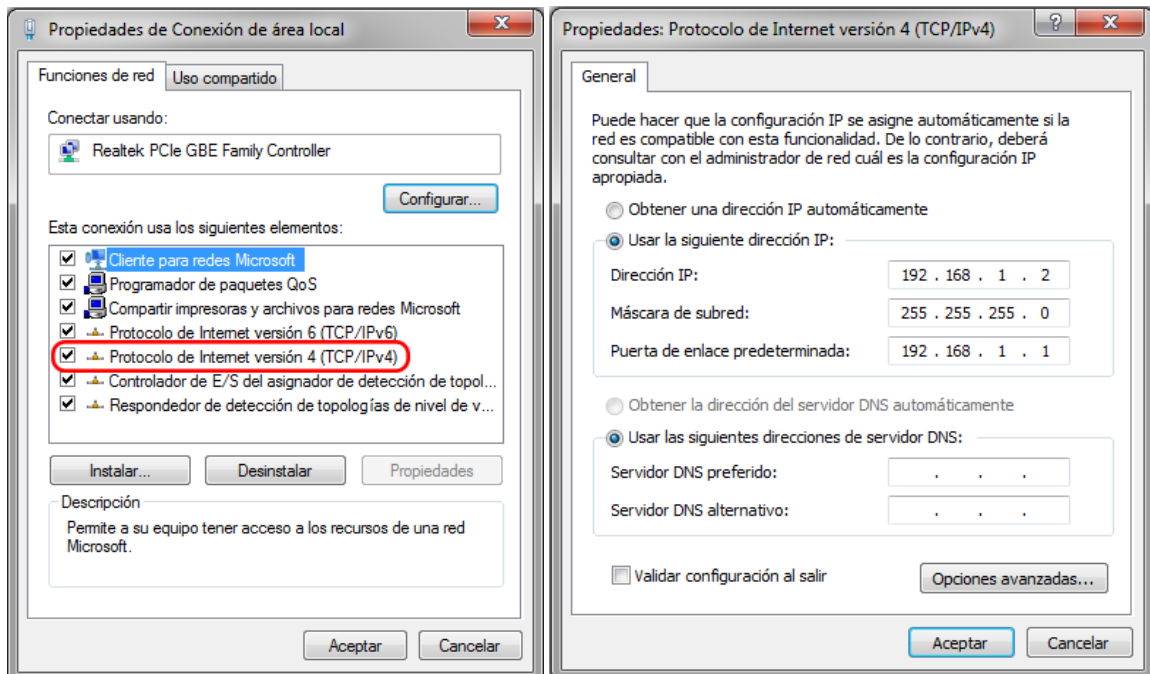 Propiedades de Conexión de área local
Funciones de red
Uso compartido
Conectar usando:
Realtek PCIe GBE Family Controller
Configurar...
Esta conexión usa los siguientes elementos:
Cliente para redes Microsoft
Programador de paquetes QoS
Compartir impresoras y archivos para redes Microsoft
Protocolo de Internet versión 6 (TCP/IPv6)
Protocolo de Internet versión 4 (TCP/IPv4)
Controlador de E/S del asignador de detección de topol...
Respondedor de detección de topologías de nivel de v...
Instalar...
Desinstalar
Propiedades
Descripción
Permite a su equipo tener acceso a los recursos de una red
Microsoft.
Aceptar
Cancelar
Propiedades: Protocolo de Internet versión 4 (TCP/IPv4)
General
Puede hacer que la configuración IP se asigne automáticamente si la
red es compatible con esta funcionalidad. De lo contrario, deberá
consultar con el administrador de red cuál es la configuración IP
apropiada.
Obtener una dirección IP automáticamente
Usar la siguiente dirección IP:
Dirección IP: 192 . 168 . 1 . 2
Máscara de subred: 255 . 255 . 255 . 0
Puerta de enlace predeterminada: 192 . 168 . 1 . 1
Obtener la dirección del servidor DNS automáticamente
Usar las siguientes direcciones de servidor DNS:
Servidor DNS preferido: . . .
Servidor DNS alternativo: . . .
Validar configuración al salir
Opciones avanzadas...
Aceptar
Cancelar